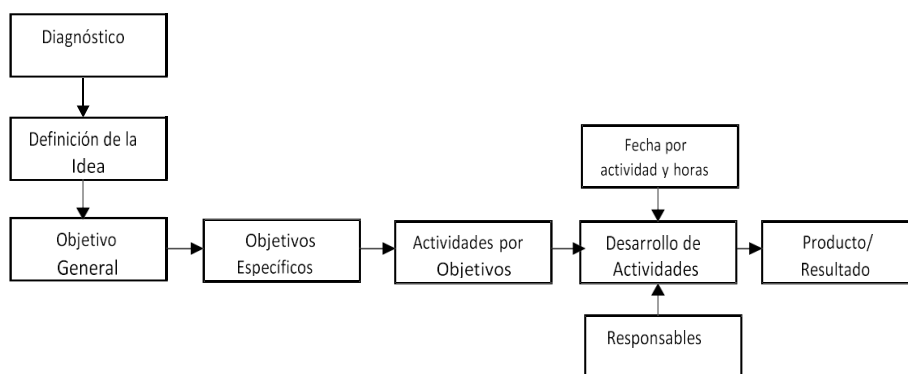 Diagnóstico
Definición de la
Idea
Fecha por
actividad y horas
Objetivo
General
Objetivos
Específicos
Actividades por
Objetivos
Desarrollo de
Actividades
Producto/
Resultado
Responsables